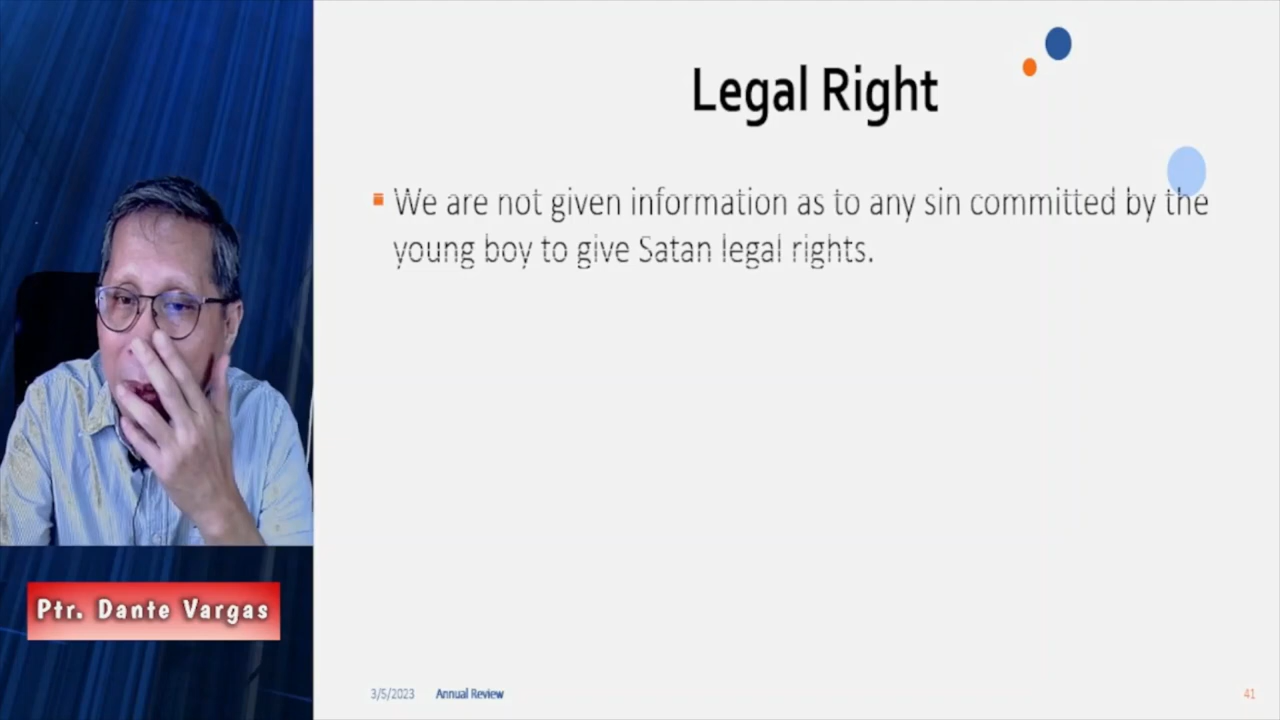 Legal Right
We are not given information as to any sin committed by the
young boy to give Satan legal rights.
Ptr. Dante Vargas
3/5/2023 Annual Review 41